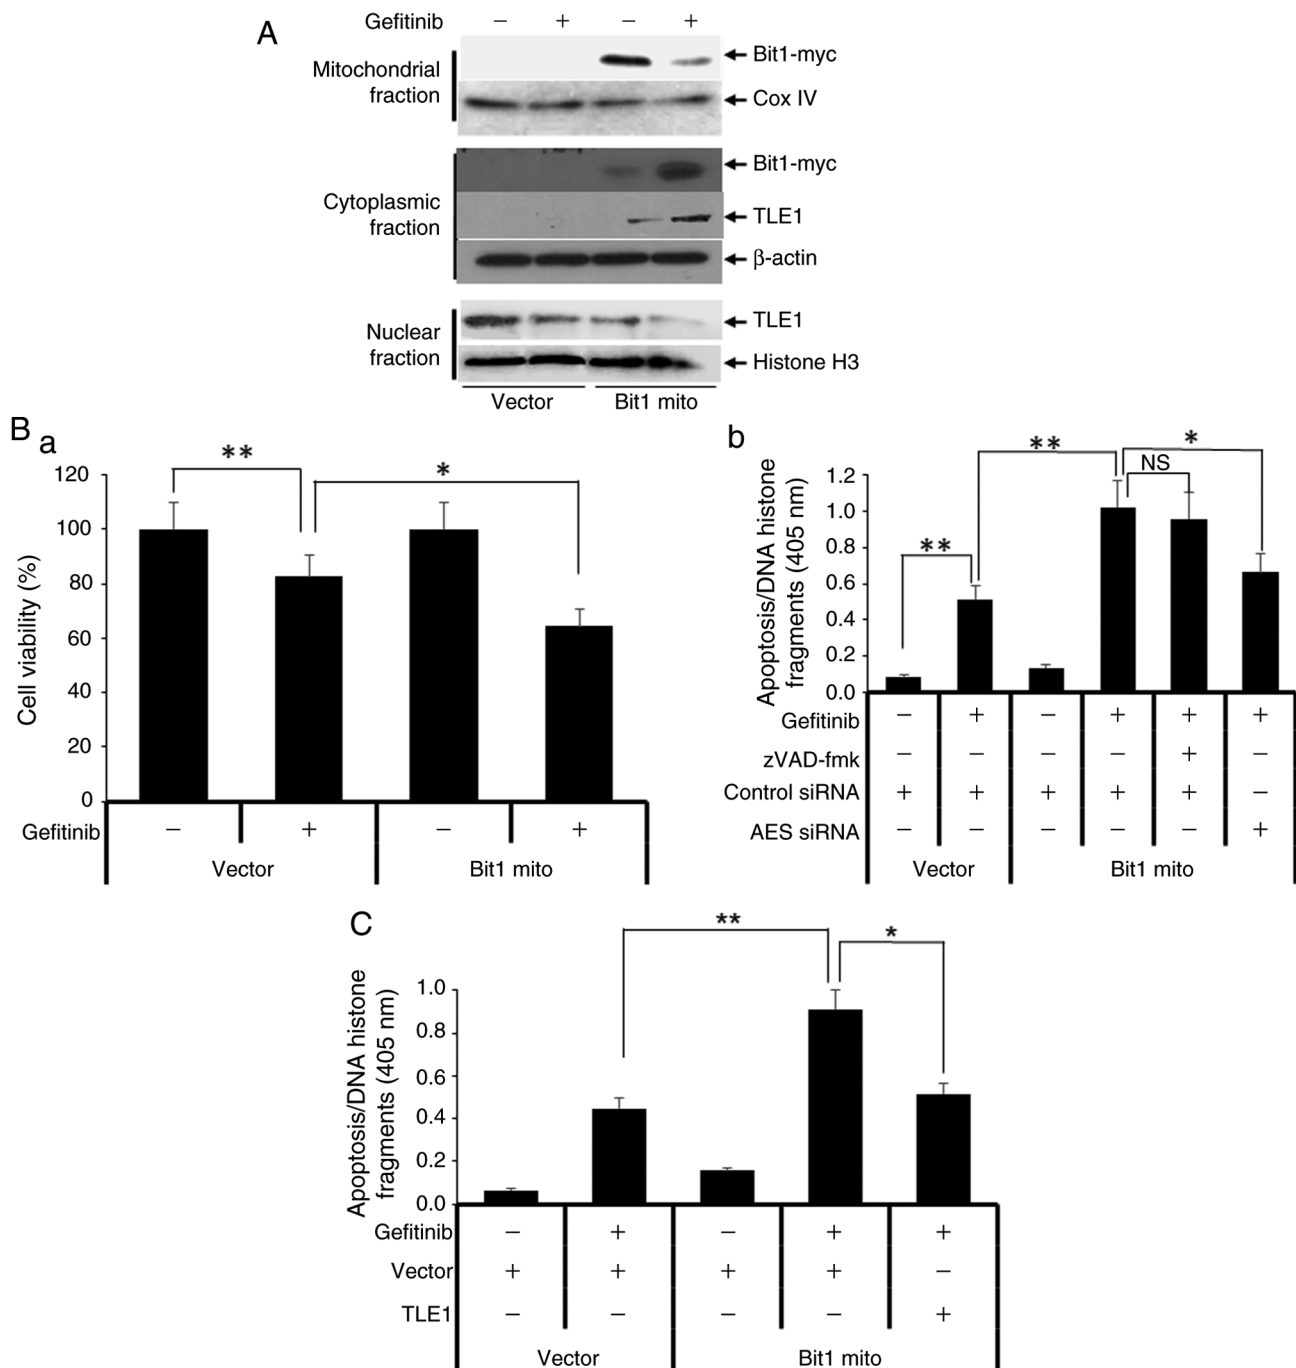 A
Gefitinib − + − +
Mitochondrial
fraction
Bit1-myc
Cox IV
Cytoplasmic
fraction
Bit1-myc
TLE1
β-actin
Nuclear
fraction
TLE1
Histone H3
Vector Bit1 mito
B a
** *
Cell viability (%)
120
100
80
60
40
20
0
Gefitinib − + − +
Vector Bit1 mito
b
** ** NS *
Apoptosis/DNA histone
fragments (405 nm)
1.2
1.0
0.8
0.6
0.4
0.2
0.0
Gefitinib − + − + + +
zVAD-fmk − − − − + −
Control siRNA + + + + + −
AES siRNA − − − − − +
Vector Bit1 mito
C
** *
Apoptosis/DNA histone
fragments (405 nm)
1.0
0.8
0.6
0.4
0.2
0.0
Gefitinib − + − + +
Vector + + + + −
TLE1 − − − − +
Vector Bit1 mito